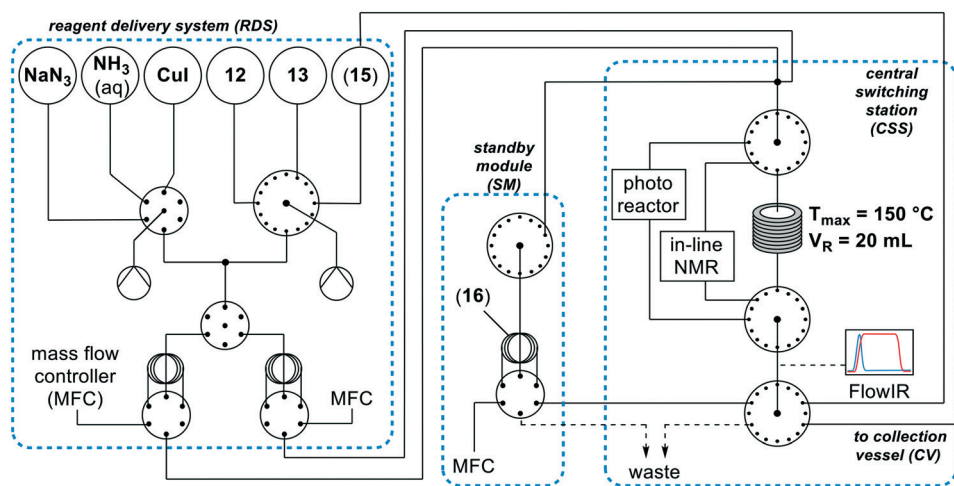 reagent delivery system (RDS)
NaN3
NH3
(aq)
CuI
12
13
(15)
mass flow
controller
(MFC)
MFC
standby
module
(SM)
(16)
MFC
waste
central
switching
station
(CSS)
photo
reactor
in-line
NMR
Tmax = 150 °C
VR = 20 mL
FlowIR
to collection
vessel (CV)